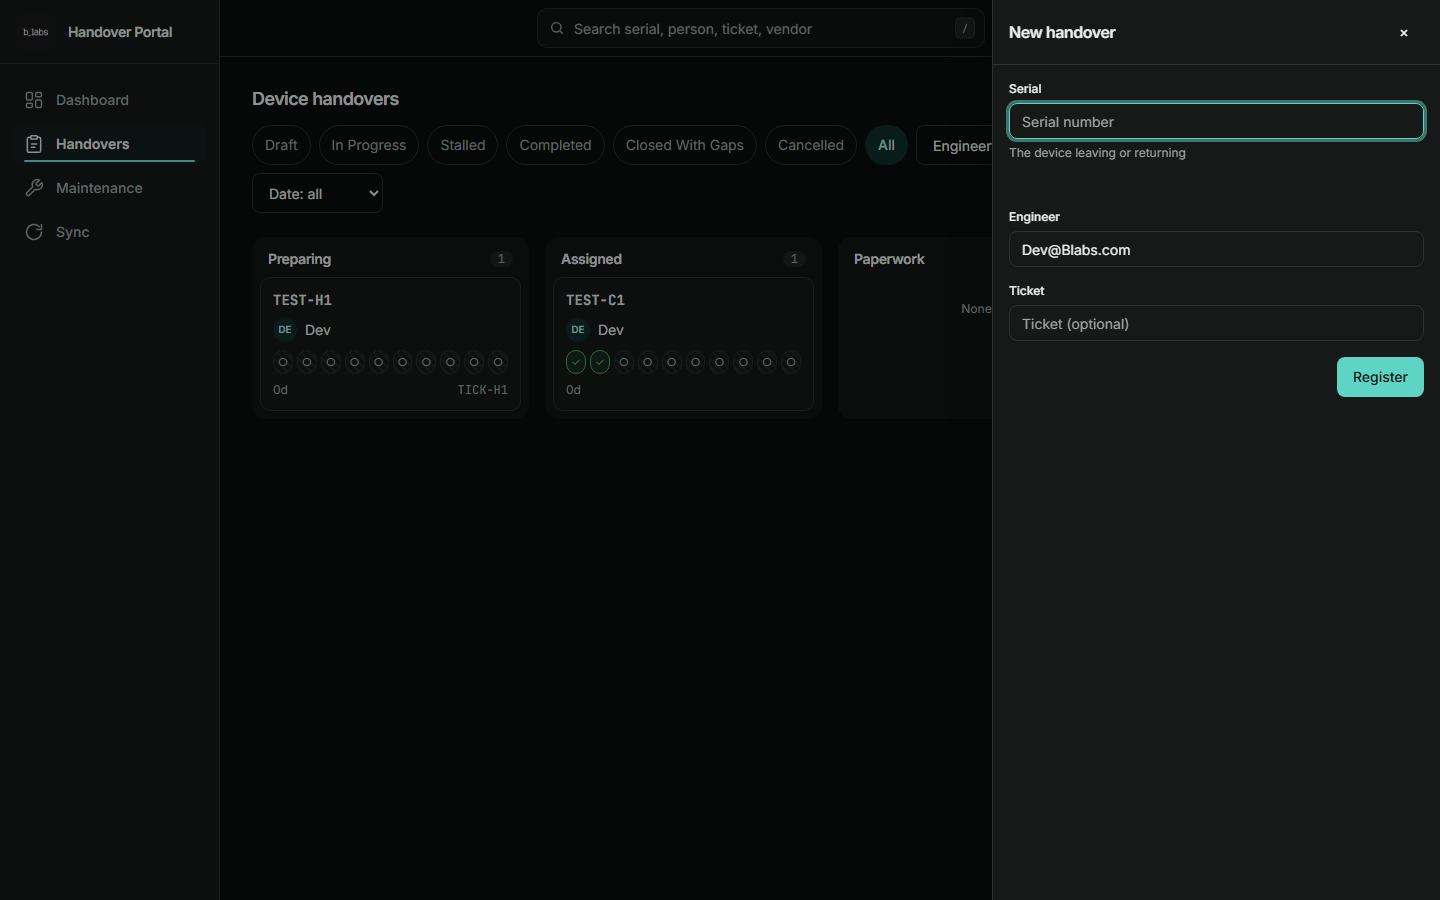 b_labs Handover Portal
Search serial, person, ticket, vendor /
New handover ×
Dashboard
Handovers
Maintenance
Sync
Device handovers
Draft In Progress Stalled Completed Closed With Gaps Cancelled All Engineer
Date: all
Preparing 1
TEST-H1
DE Dev
0d TICK-H1
Assigned 1
TEST-C1
DE Dev
0d
Paperwork
None
Serial
Serial number
The device leaving or returning
Engineer
Dev@Blabs.com
Ticket
Ticket (optional)
Register